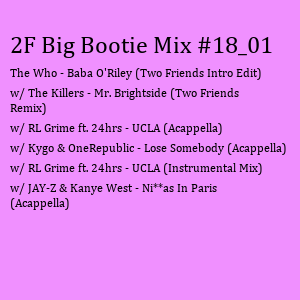 2F Big Bootie Mix #18_01
The Who - Baba O'Riley (Two Friends Intro Edit)
w/ The Killers - Mr. Brightside (Two Friends
Remix)
w/ RL Grime ft. 24hrs - UCLA (Acappella)
w/ Kygo & OneRepublic - Lose Somebody (Acappella)
w/ RL Grime ft. 24hrs - UCLA (Instrumental Mix)
w/ JAY-Z & Kanye West - Ni**as In Paris
(Acappella)